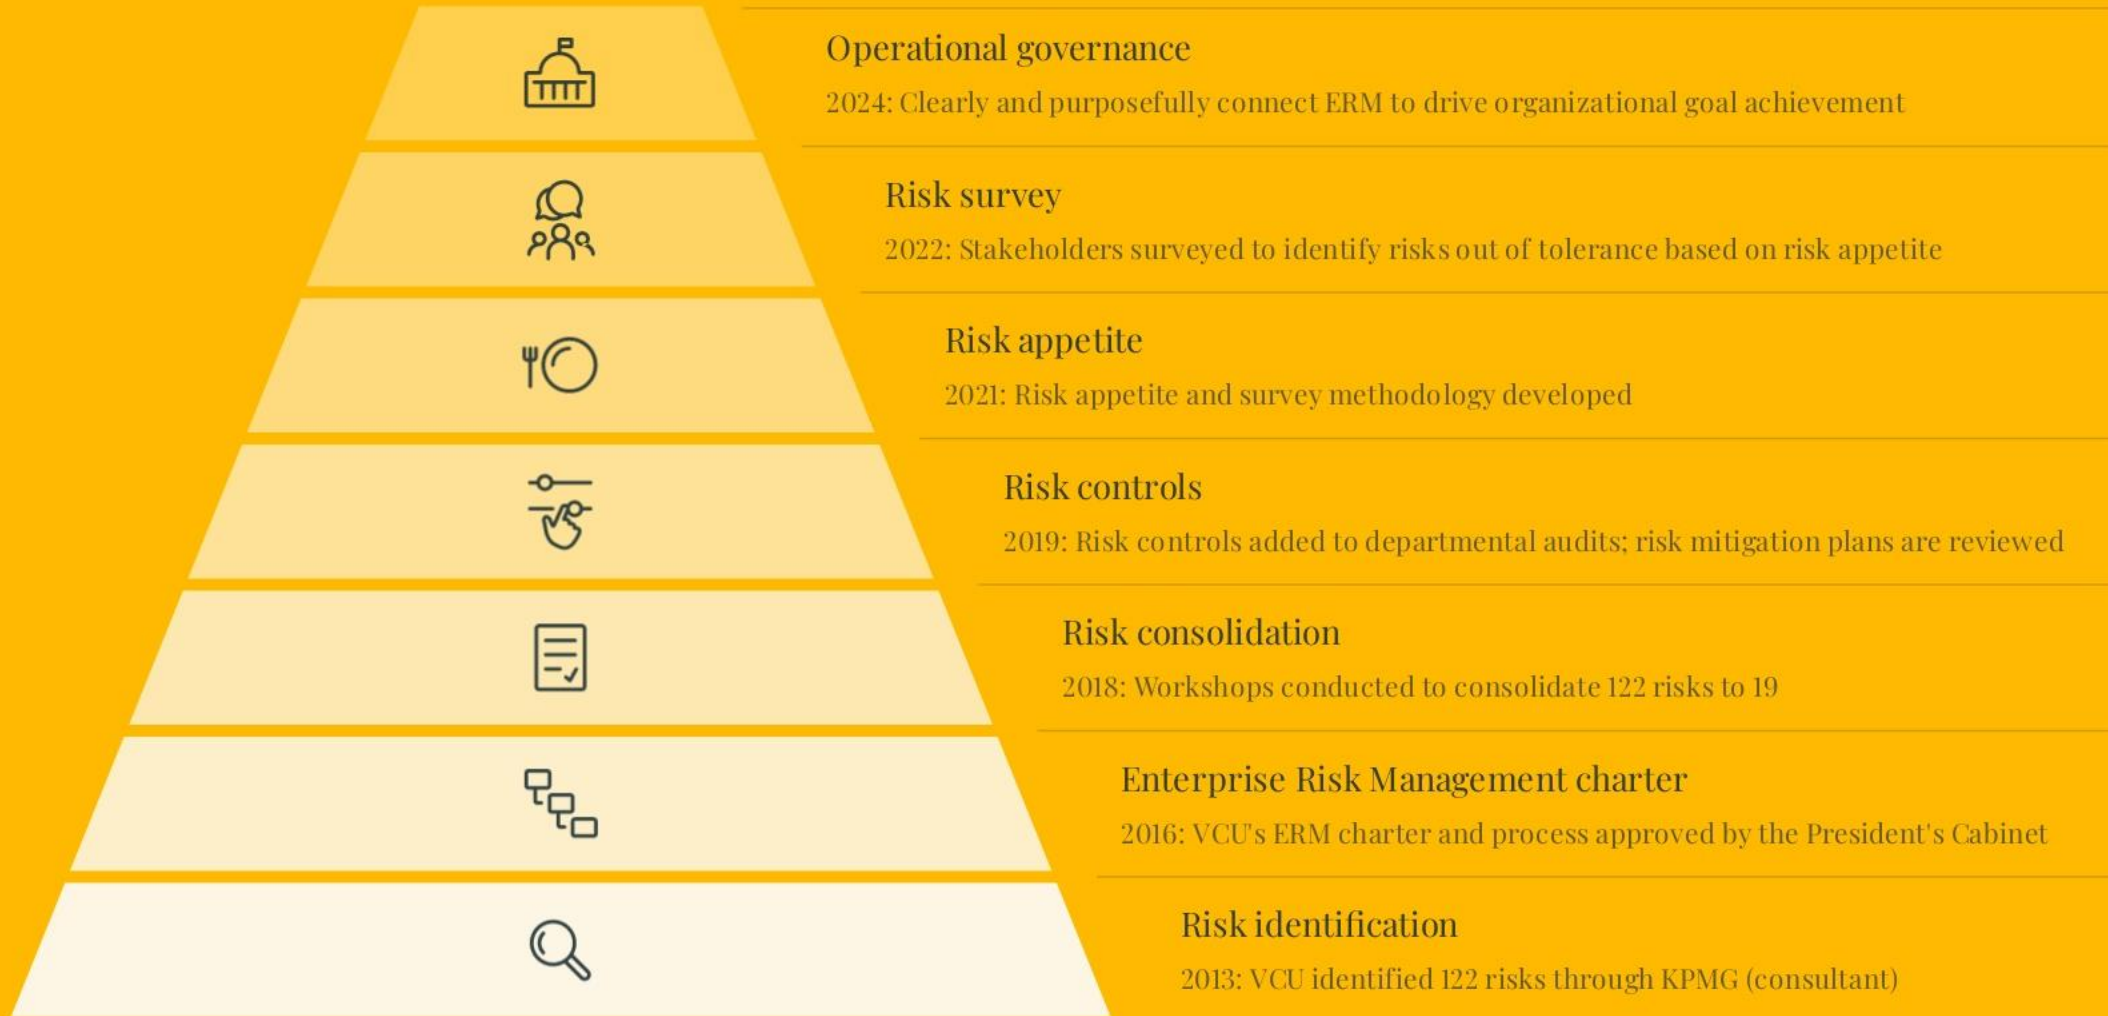 Operational governance
2024: Clearly and purposefully connect ERM to drive organizational goal achievement
Risk survey
2022: Stakeholders surveyed to identify risks out of tolerance based on risk appetite
Risk appetite
2021: Risk appetite and survey methodology developed
Risk controls
2019: Risk controls added to departmental audits; risk mitigation plans are reviewed
Risk consolidation
2018: Workshops conducted to consolidate 122 risks to 19
Enterprise Risk Management charter
2016: VCU's ERM charter and process approved by the President's Cabinet
Risk identification
2013: VCU identified 122 risks through KPMG (consultant)